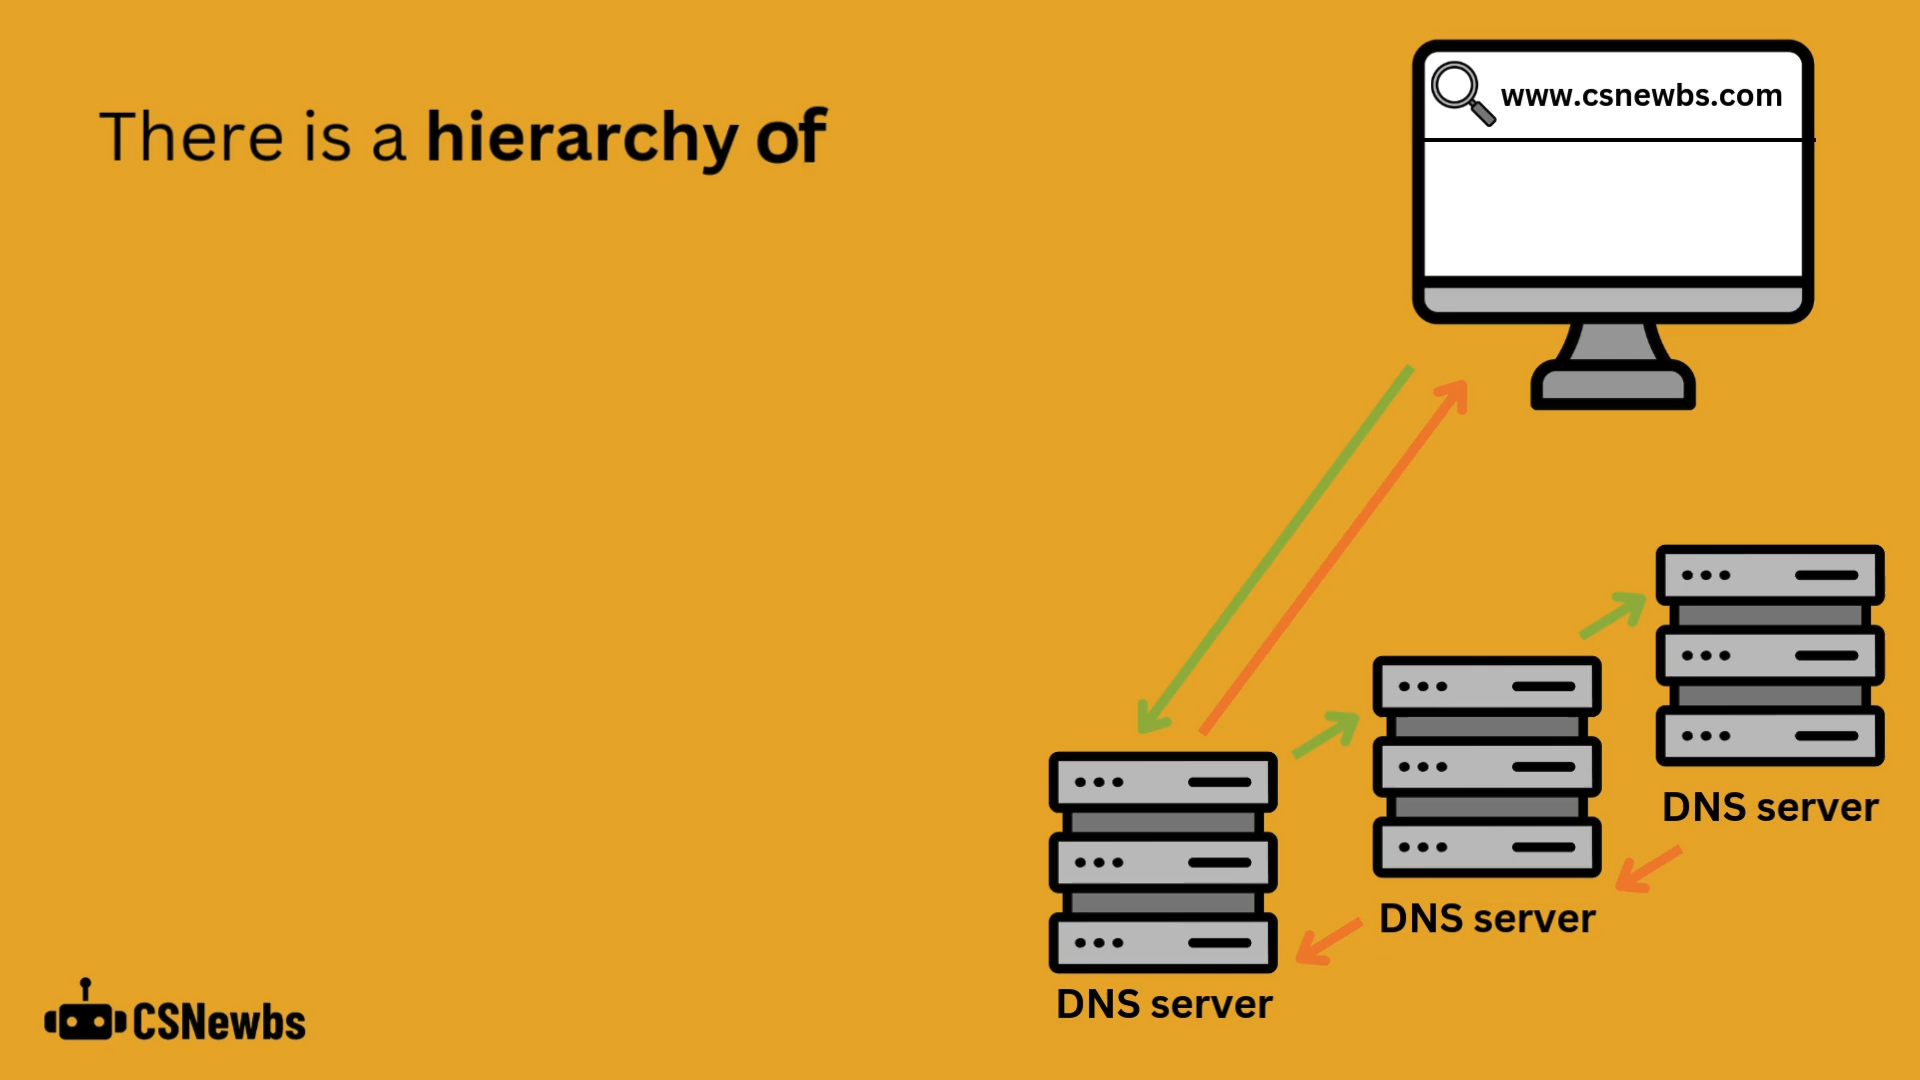 There is a hierarchy of
www.csnewbs.com
DNS server
DNS server
DNS server
CSNewbs